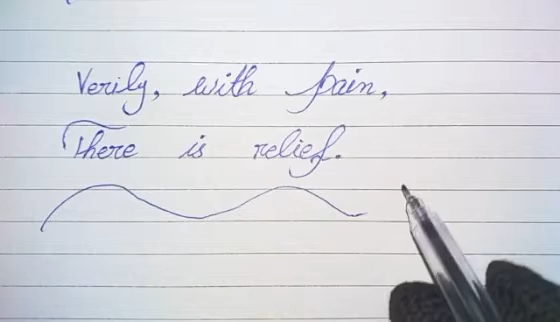 Verily, with pain,
There is relief.